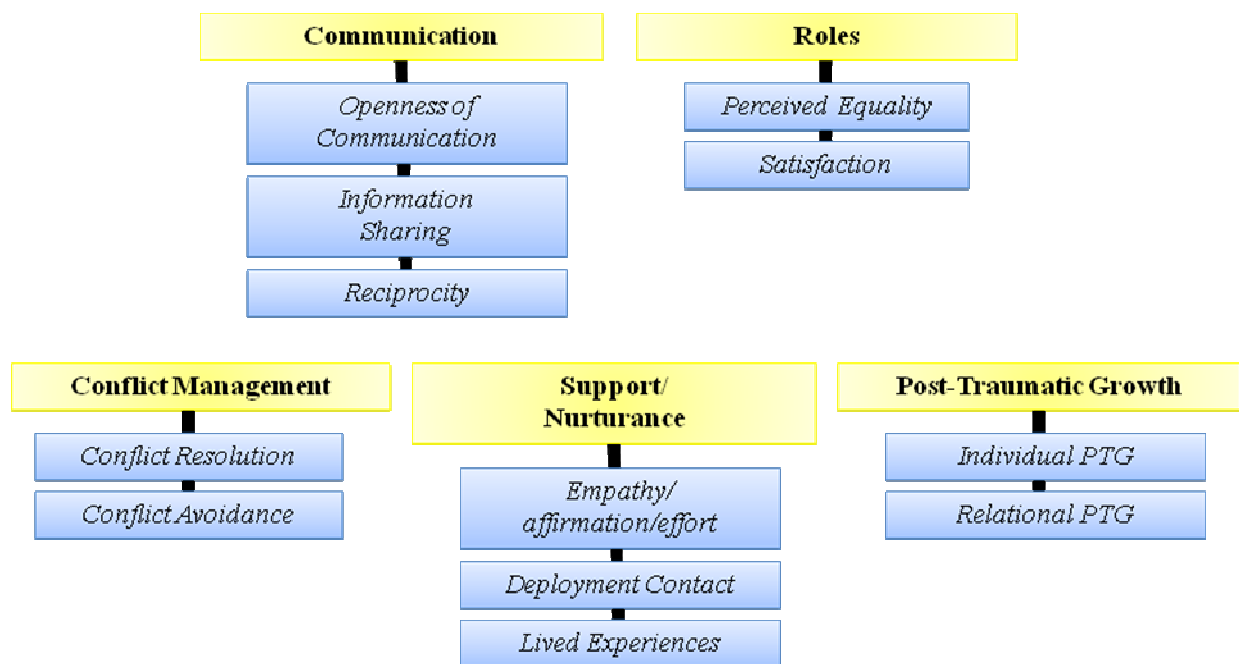 Communication
Openness of
Communication
Information
Sharing
Reciprocity
Roles
Perceived Equality
Satisfaction
Conflict Management
Conflict Resolution
Conflict Avoidance
Support/
Nurturance
Empathy/
affirmation/effort
Deployment Contact
Lived Experiences
Post-Traumatic Growth
Individual PTG
Relational PTG